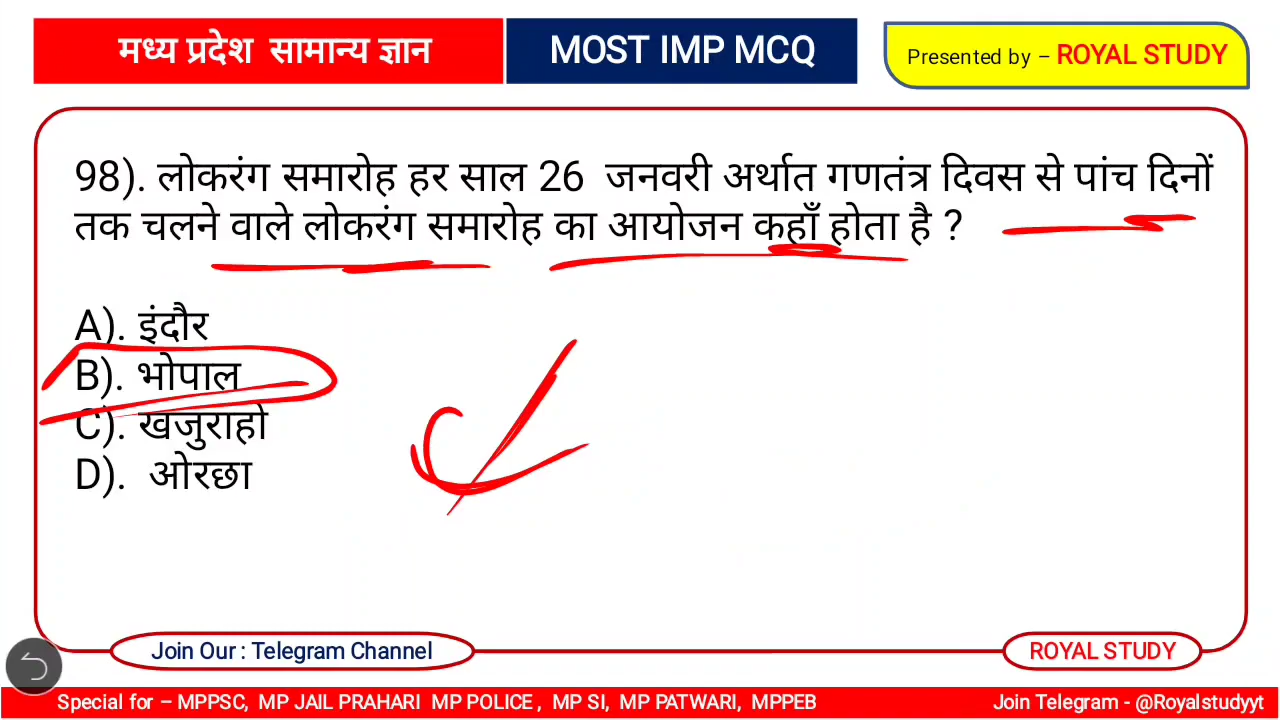 मध्य प्रदेश सामान्य ज्ञान
MOST IMP MCQ
Presented by – ROYAL STUDY
98). लोकरंग समारोह हर साल 26 जनवरी अर्थात गणतंत्र दिवस से पांच दिनों
तक चलने वाले लोकरंग समारोह का आयोजन कहाँ होता है ?
A). इंदौर
B). भोपाल
C). खजुराहो
D). ओरछा
Join Our : Telegram Channel
ROYAL STUDY
Special for – MPPSC, MP JAIL PRAHARI MP POLICE , MP SI, MP PATWARI, MPPEB
Join Telegram - @Royalstudyyt